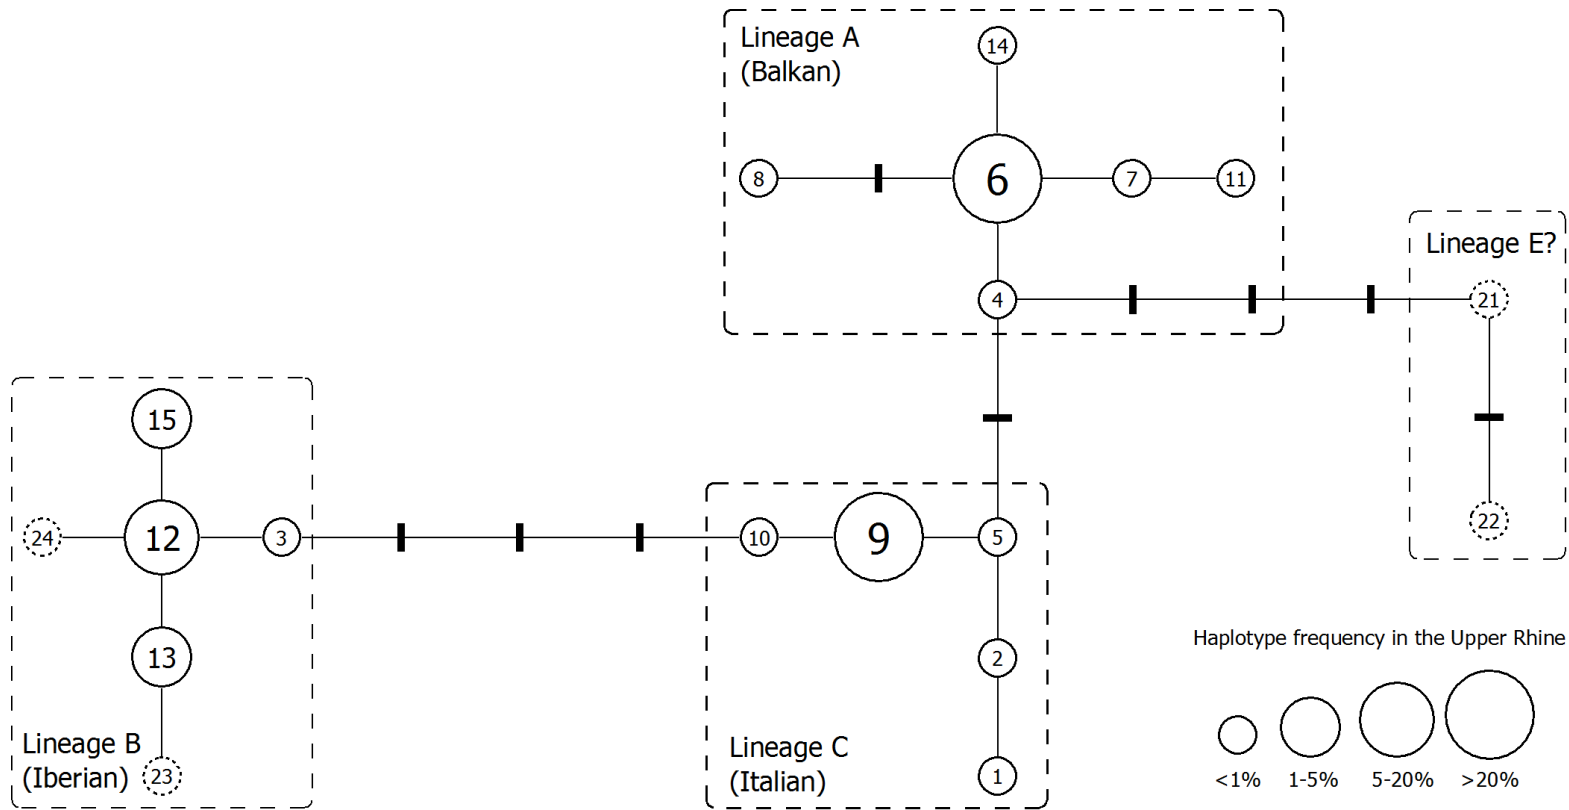 Lineage A
(Balkan)
14
8
6
7
11
4
Lineage E?
21
22
15
24
12
3
13
23
Lineage B
(Iberian)
10
9
5
2
1
Lineage C
(Italian)
Haplotype frequency in the Upper Rhine
<1%
1-5%
5-20%
>20%